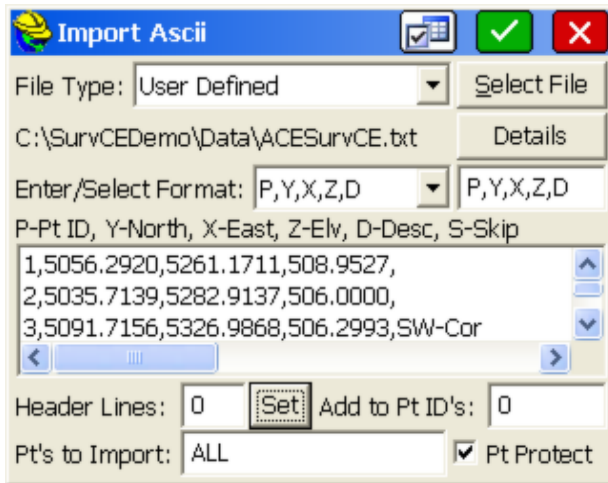 Import Ascii
File Type: User Defined Select File
C:\SurvCEDemo\Data\ACESurvCE.txt Details
Enter/Select Format: P,Y,X,Z,D P,Y,X,Z,D
P-Pt ID, Y-North, X-East, Z-Elv, D-Desc, S-Skip
1,5056.2920,5261.1711,508.9527,
2,5035.7139,5282.9137,506.0000,
3,5091.7156,5326.9868,506.2993,SW-Cor
Header Lines: 0 Set Add to Pt ID's: 0
Pt's to Import: ALL Pt Protect